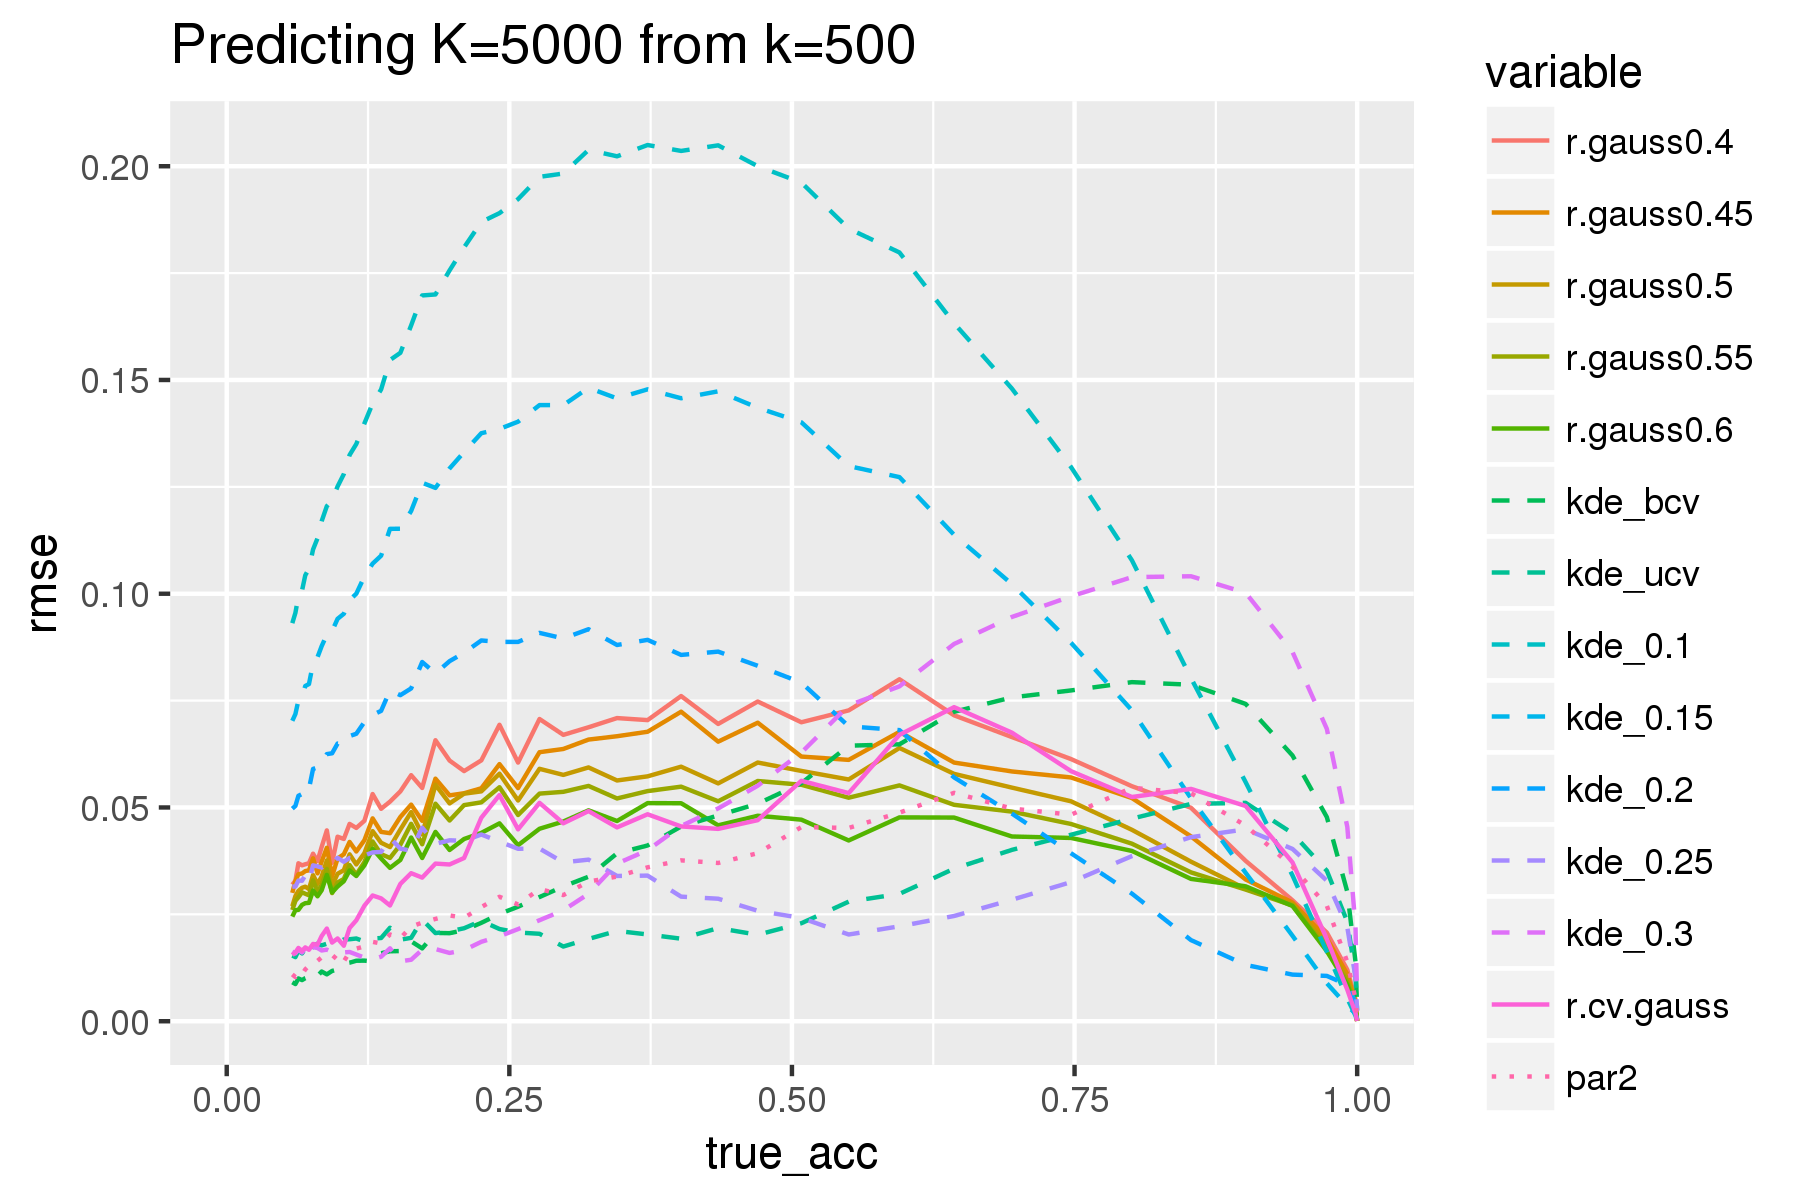 Predicting K=5000 from k=500
variable
r.gauss0.4
r.gauss0.45
r.gauss0.5
r.gauss0.55
r.gauss0.6
kde_bcv
kde_ucv
kde_0.1
kde_0.15
kde_0.2
kde_0.25
kde_0.3
r.cv.gauss
par2
rmse
0.20
0.15
0.10
0.05
0.00
0.00 0.25 0.50 0.75 1.00
true_acc